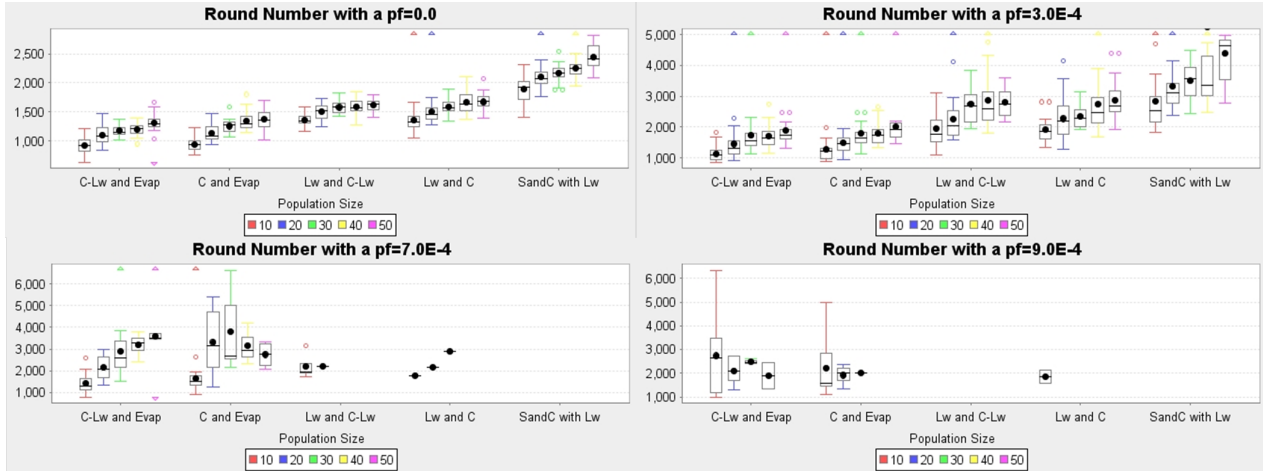 Round Number with a pf=0.0
2,500
2,000
1,500
1,000
C-Lw and Evap C and Evap Lw and C-Lw Lw and C SandC with Lw
Population Size
10 20 30 40 50
Round Number with a pf=3.0E-4
5,000
4,000
3,000
2,000
1,000
C-Lw and Evap C and Evap Lw and C-Lw Lw and C SandC with Lw
Population Size
10 20 30 40 50
Round Number with a pf=7.0E-4
6,000
5,000
4,000
3,000
2,000
1,000
C-Lw and Evap C and Evap Lw and C-Lw Lw and C SandC with Lw
Population Size
10 20 30 40 50
Round Number with a pf=9.0E-4
6,000
5,000
4,000
3,000
2,000
1,000
C-Lw and Evap C and Evap Lw and C-Lw Lw and C SandC with Lw
Population Size
10 20 30 40 50